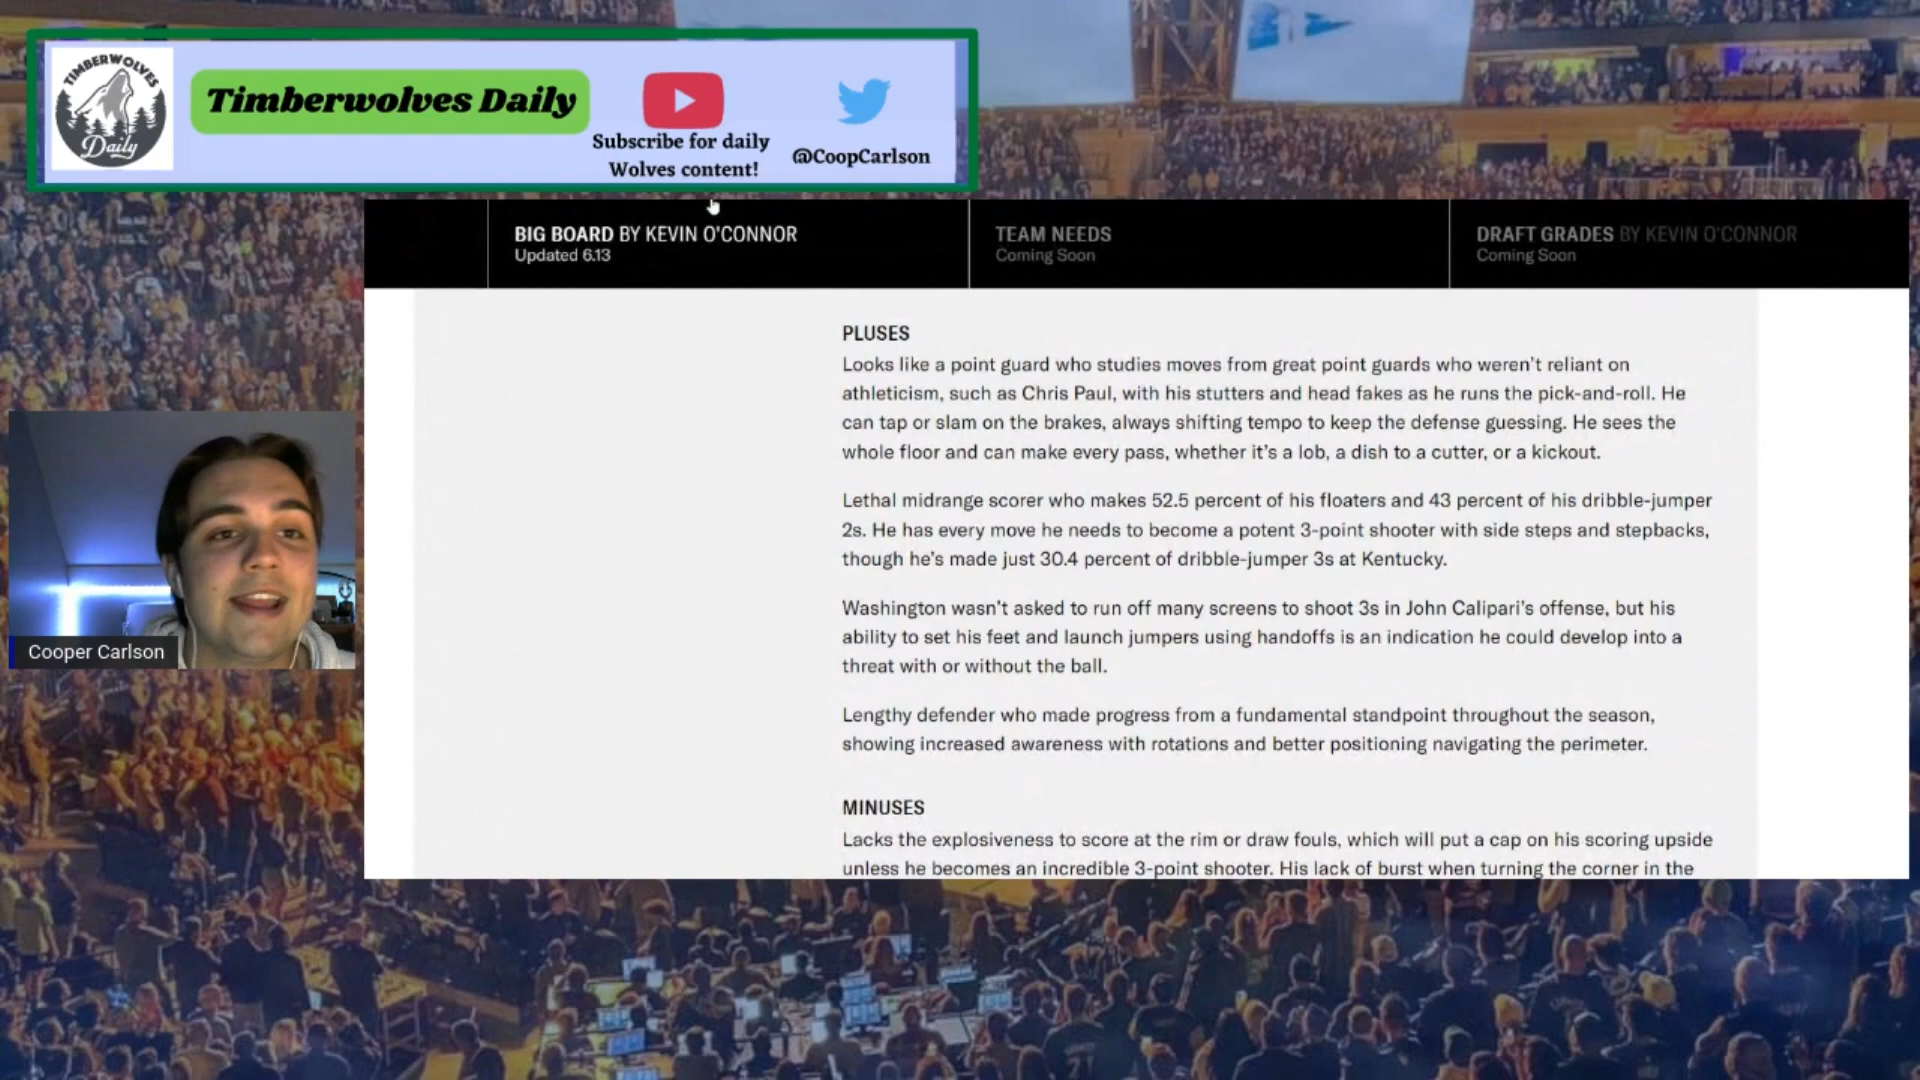 TIMBERWOLVES
Daily
Timberwolves Daily
Subscribe for daily
Wolves content!
@CoopCarlson
BIG BOARD BY KEVIN O'CONNOR
Updated 6.13
TEAM NEEDS
Coming Soon
DRAFT GRADES BY KEVIN O'CONNOR
Coming Soon
PLUSES
Looks like a point guard who studies moves from great point guards who weren't reliant on
athleticism, such as Chris Paul, with his stutters and head fakes as he runs the pick-and-roll. He
can tap or slam on the brakes, always shifting tempo to keep the defense guessing. He sees the
whole floor and can make every pass, whether it's a lob, a dish to a cutter, or a kickout.
Lethal midrange scorer who makes 52.5 percent of his floaters and 43 percent of his dribble-jumper
2s. He has every move he needs to become a potent 3-point shooter with side steps and stepbacks,
though he's made just 30.4 percent of dribble-jumper 3s at Kentucky.
Washington wasn't asked to run off many screens to shoot 3s in John Calipari's offense, but his
ability to set his feet and launch jumpers using handoffs is an indication he could develop into a
threat with or without the ball.
Lengthy defender who made progress from a fundamental standpoint throughout the season,
showing increased awareness with rotations and better positioning navigating the perimeter.
MINUSES
Lacks the explosiveness to score at the rim or draw fouls, which will put a cap on his scoring upside
unless he becomes an incredible 3-point shooter. His lack of burst when turning the corner in the
Cooper Carlson